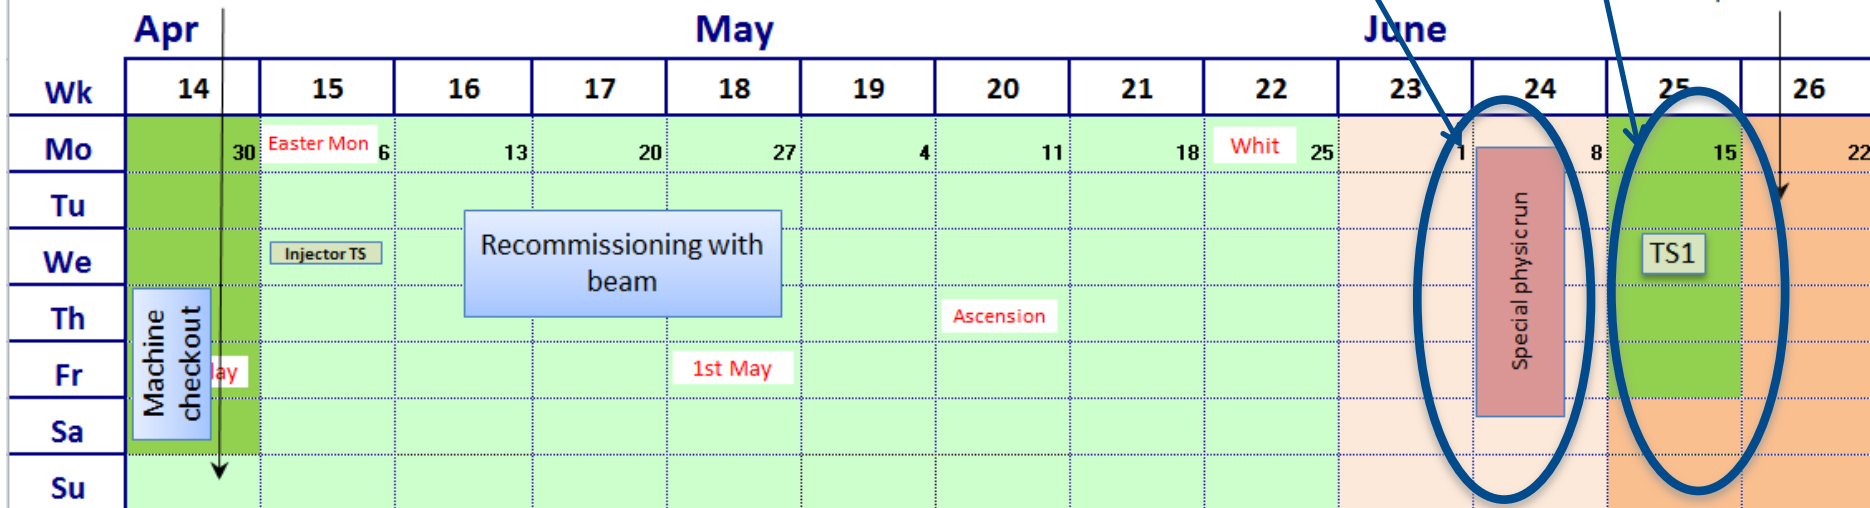 Apr May June
Wk 14 15 16 17 18 19 20 21 22 23 24 25 26
Mo 30 Easter Mon 6 13 20 27 4 11 18 Whit 25 1 8 15 22
Tu
We Injector TS Recommissioning with
beam TS1
Th Machine
checkout Ascension
Special physic run
Fr 1st May
Sa
Su